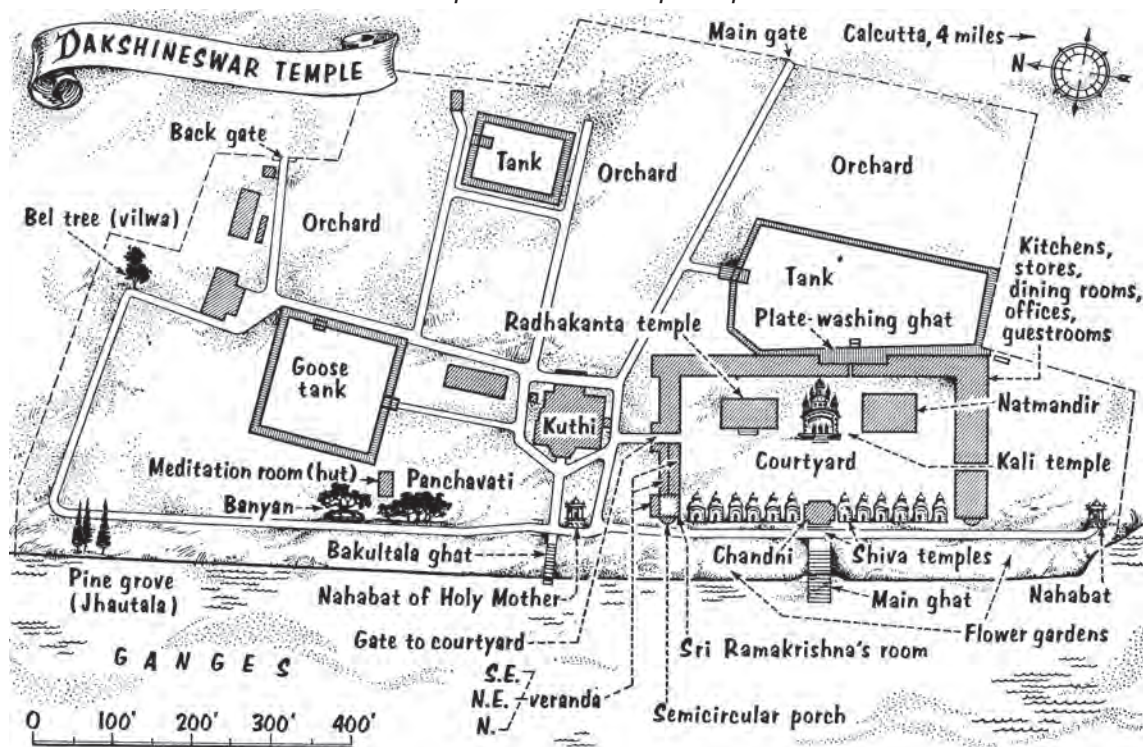 DAKSHINESWAR TEMPLE
Main gate
Calcutta, 4 miles
N
Back gate
Tank
Orchard
Orchard
Orchard
Bel tree (vilwa)
Tank
Kitchens,
stores,
dining rooms,
offices,
guestrooms
Radhakanta temple
Plate-washing ghat
Goose
tank
Kuthi
Natmandir
Courtyard
Kali temple
Meditation room (hut)
Panchavati
Banyan
Bakultala ghat
Chandni
Shiva temples
Pine grove
(Jhautala)
Nahabat of Holy Mother
Main ghat
Nahabat
Gate to courtyard
Sri Ramakrishna's room
Flower gardens
GANGES
S.E.
N.E. veranda
N.
Semicircular porch
0 100' 200' 300' 400'